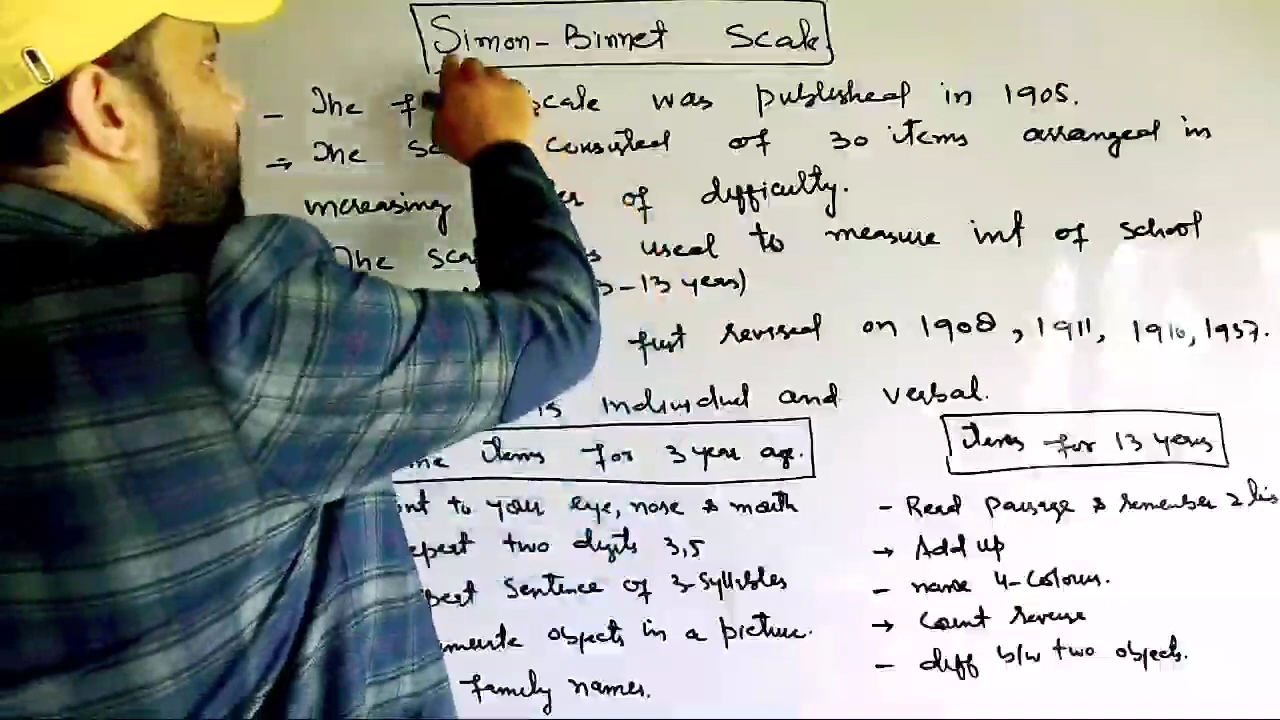 Simon-Binnet Scale
- The scale was published in 1905.
→ The consisted of 30 items arranged in
increasing of difficulty.
The used to measure int of school
3-13 years)
first revised on 1908, 1911, 1916, 1937.
is individul and verbal.
items for 3 year age.
to your eye, nose & mouth
two digits 3,5
Sentence of 3-Syllibles
objects in a picture.
family names.
Items for 13 years
- Read passage & remember 2
→ Add up
- name 4-Colours.
→ Count reverse
- diff b/w two objects.